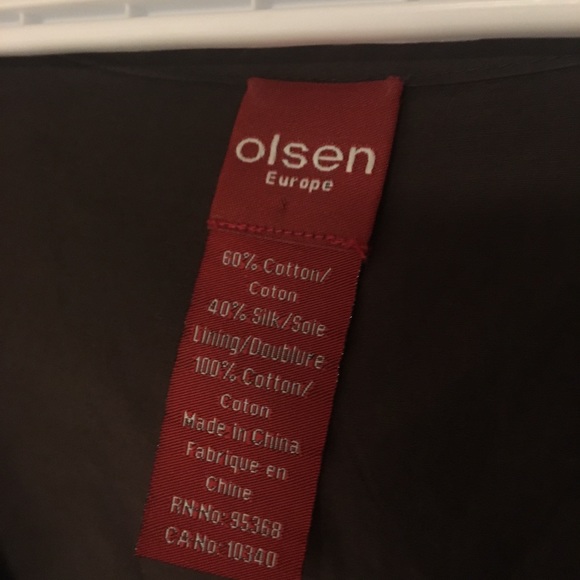 olsen
Europe
60% Cotton/
Coton
40% Silk/Soie
Lining/Doublure
100% Cotton/
Coton
Made in China
Fabrique en
Chine
RN No: 95368
CA No: 10340